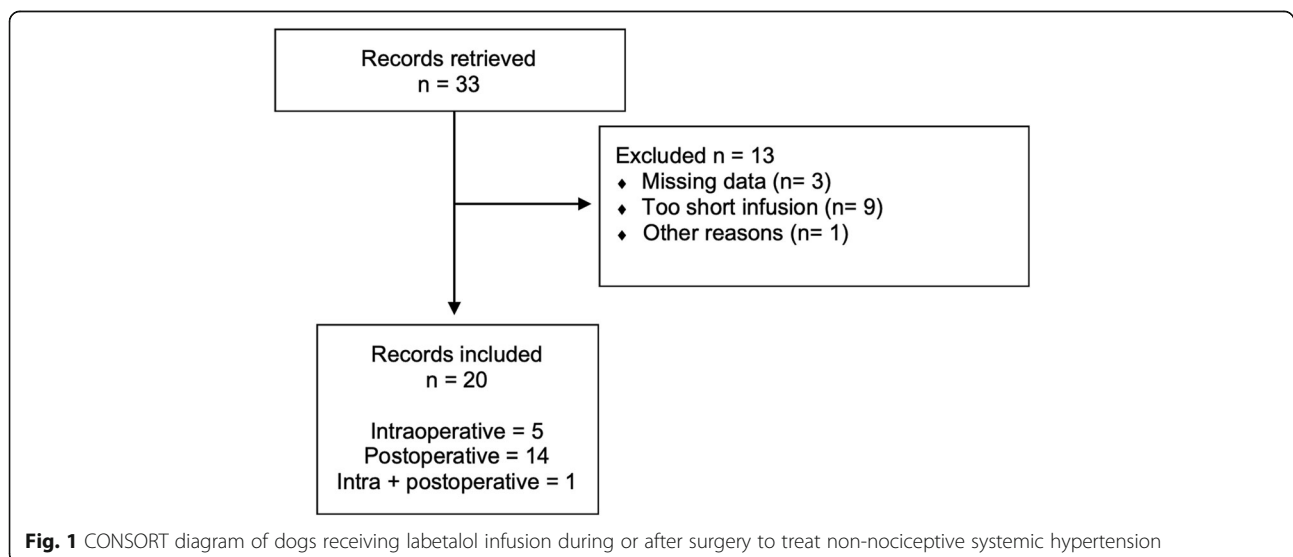 Records retrieved
n = 33
Excluded n = 13
♦ Missing data (n= 3)
♦ Too short infusion (n= 9)
♦ Other reasons (n= 1)
Records included
n = 20
Intraoperative = 5
Postoperative = 14
Intra + postoperative = 1
Fig. 1 CONSORT diagram of dogs receiving labetalol infusion during or after surgery to treat non-nociceptive systemic hypertension